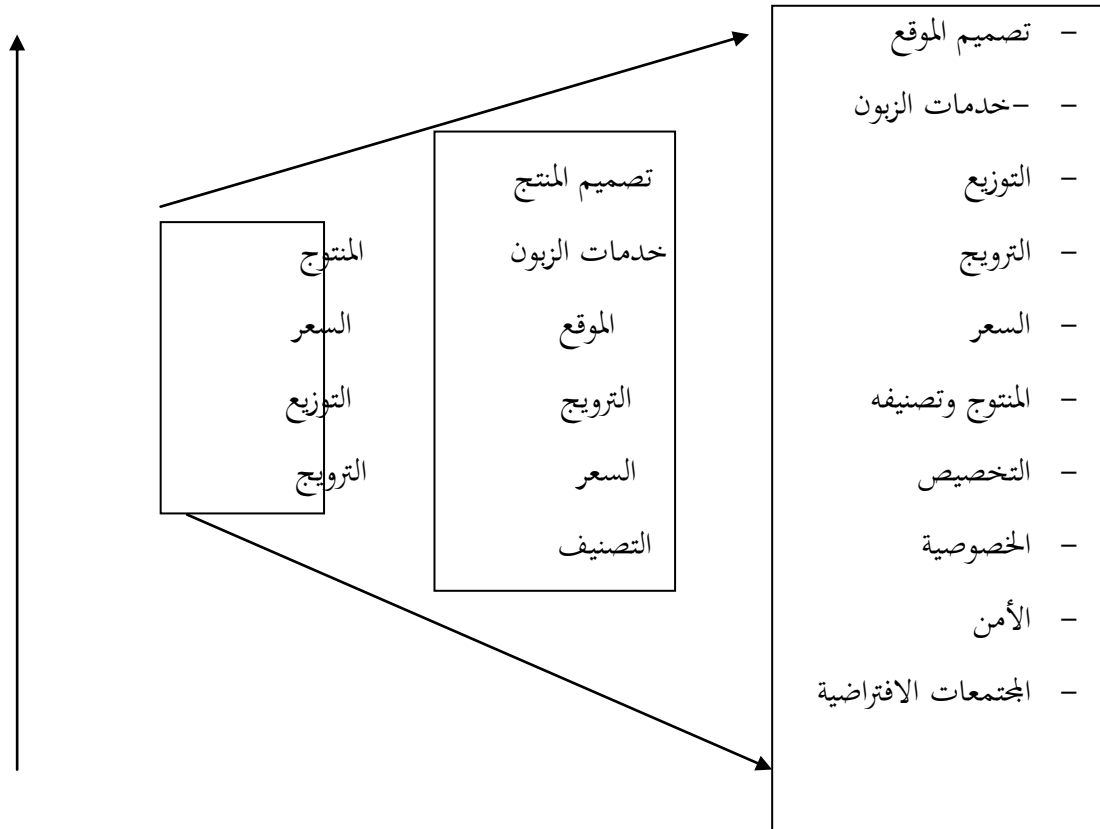 – تصميم الموقع
– –خدمات الزبون
– التوزيع
– الترويج
– السعر
– المنتوج وتصنيفه
– التخصيص
– الخصوصية
– الأمن
– المجتمعات الافتراضية
تصميم المنتج
خدمات الزبون
الموقع
الترويج
السعر
التصنيف
المنتوج
السعر
التوزيع
الترويج